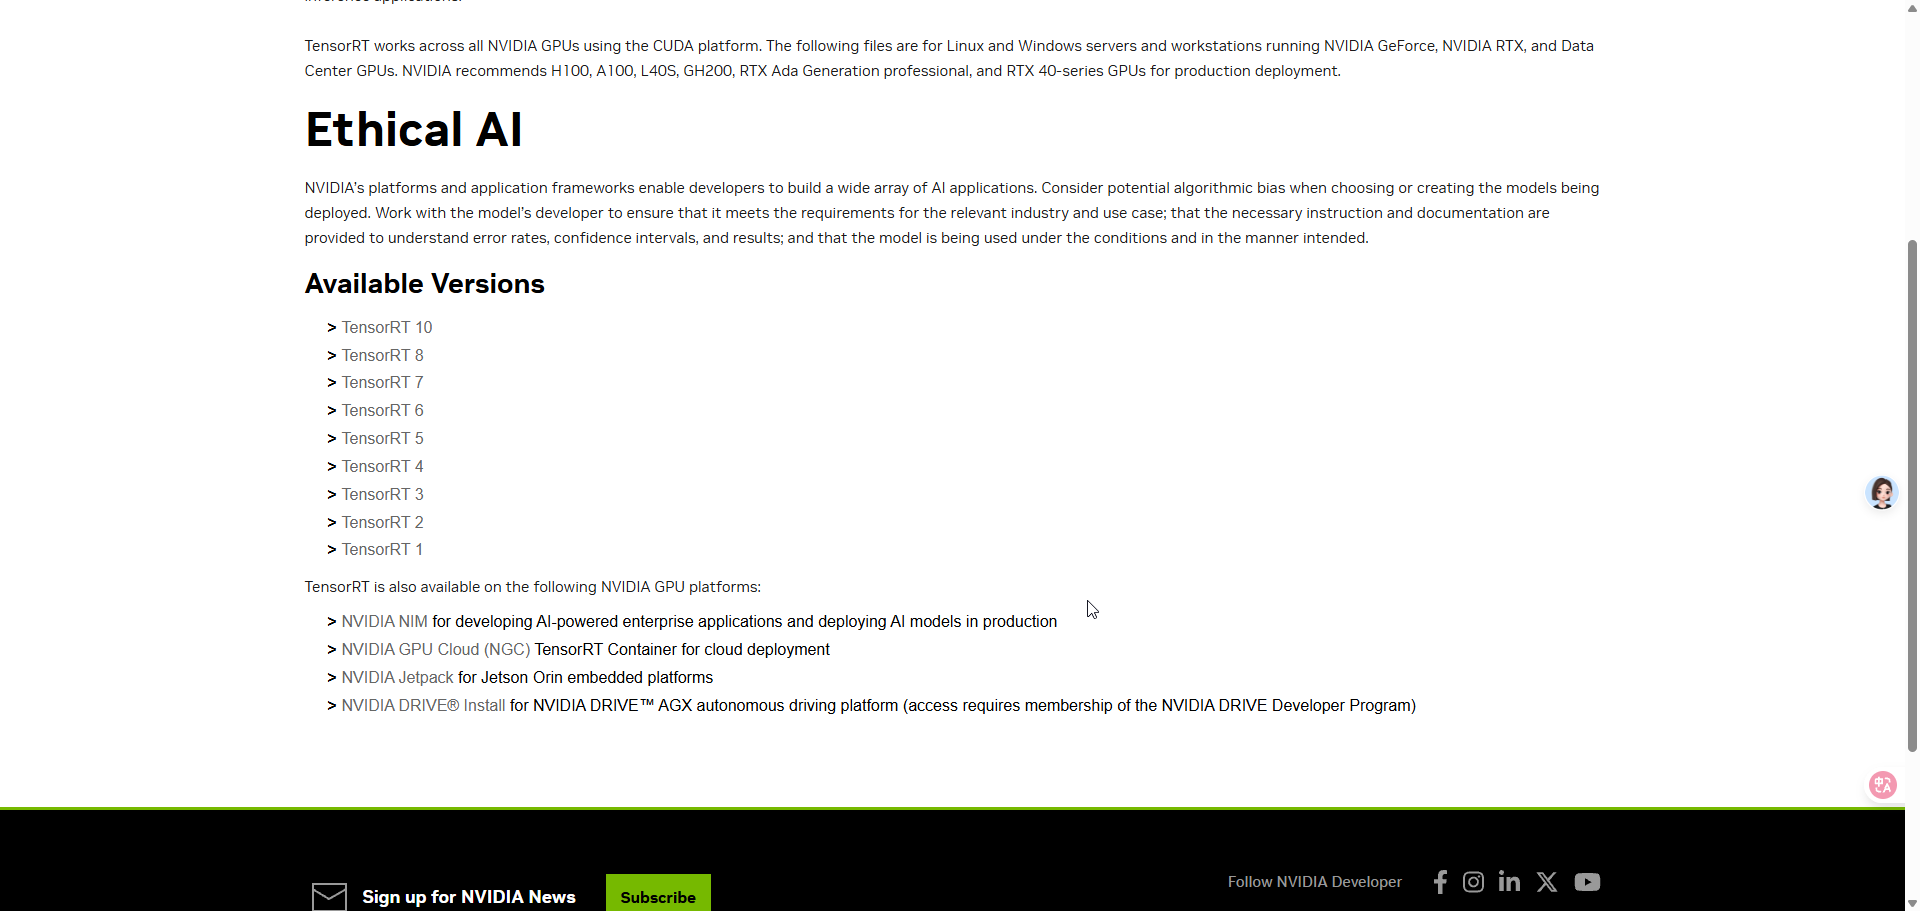 TensorRT works across all NVIDIA GPUs using the CUDA platform. The following files are for Linux and Windows servers and workstations running NVIDIA GeForce, NVIDIA RTX, and Data
Center GPUs. NVIDIA recommends H100, A100, L40S, GH200, RTX Ada Generation professional, and RTX 40-series GPUs for production deployment.
Ethical AI
NVIDIA’s platforms and application frameworks enable developers to build a wide array of AI applications. Consider potential algorithmic bias when choosing or creating the models being
deployed. Work with the model’s developer to ensure that it meets the requirements for the relevant industry and use case; that the necessary instruction and documentation are
provided to understand error rates, confidence intervals, and results; and that the model is being used under the conditions and in the manner intended.
Available Versions
> TensorRT 10
> TensorRT 8
> TensorRT 7
> TensorRT 6
> TensorRT 5
> TensorRT 4
> TensorRT 3
> TensorRT 2
> TensorRT 1
TensorRT is also available on the following NVIDIA GPU platforms:
> NVIDIA NIM for developing AI-powered enterprise applications and deploying AI models in production
> NVIDIA GPU Cloud (NGC) TensorRT Container for cloud deployment
> NVIDIA Jetpack for Jetson Orin embedded platforms
> NVIDIA DRIVE® Install for NVIDIA DRIVE™ AGX autonomous driving platform (access requires membership of the NVIDIA DRIVE Developer Program)
Sign up for NVIDIA News
Subscribe
Follow NVIDIA Developer